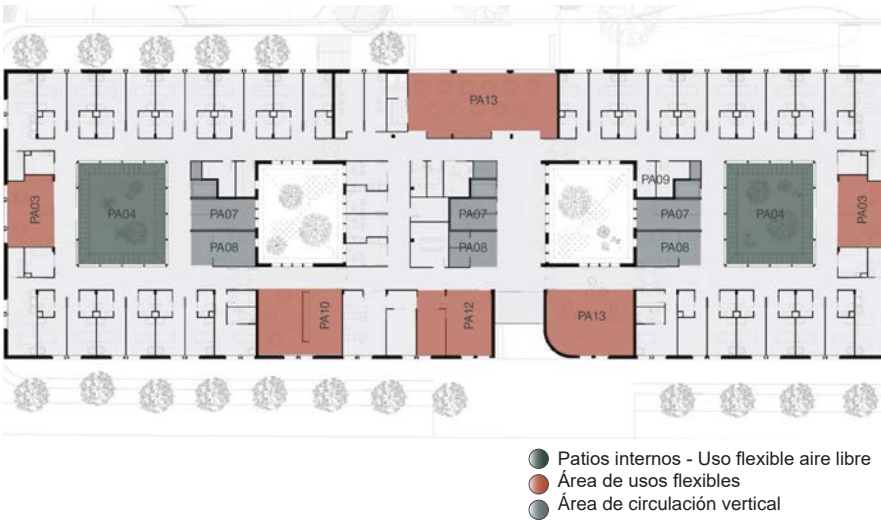 PA13
PA09
PA03
PA04
PA07
PA07
PA07
PA04
PA03
PA08
PA08
PA08
PA10
PA12
PA13
Patios internos - Uso flexible aire libre
Área de usos flexibles
Área de circulación vertical